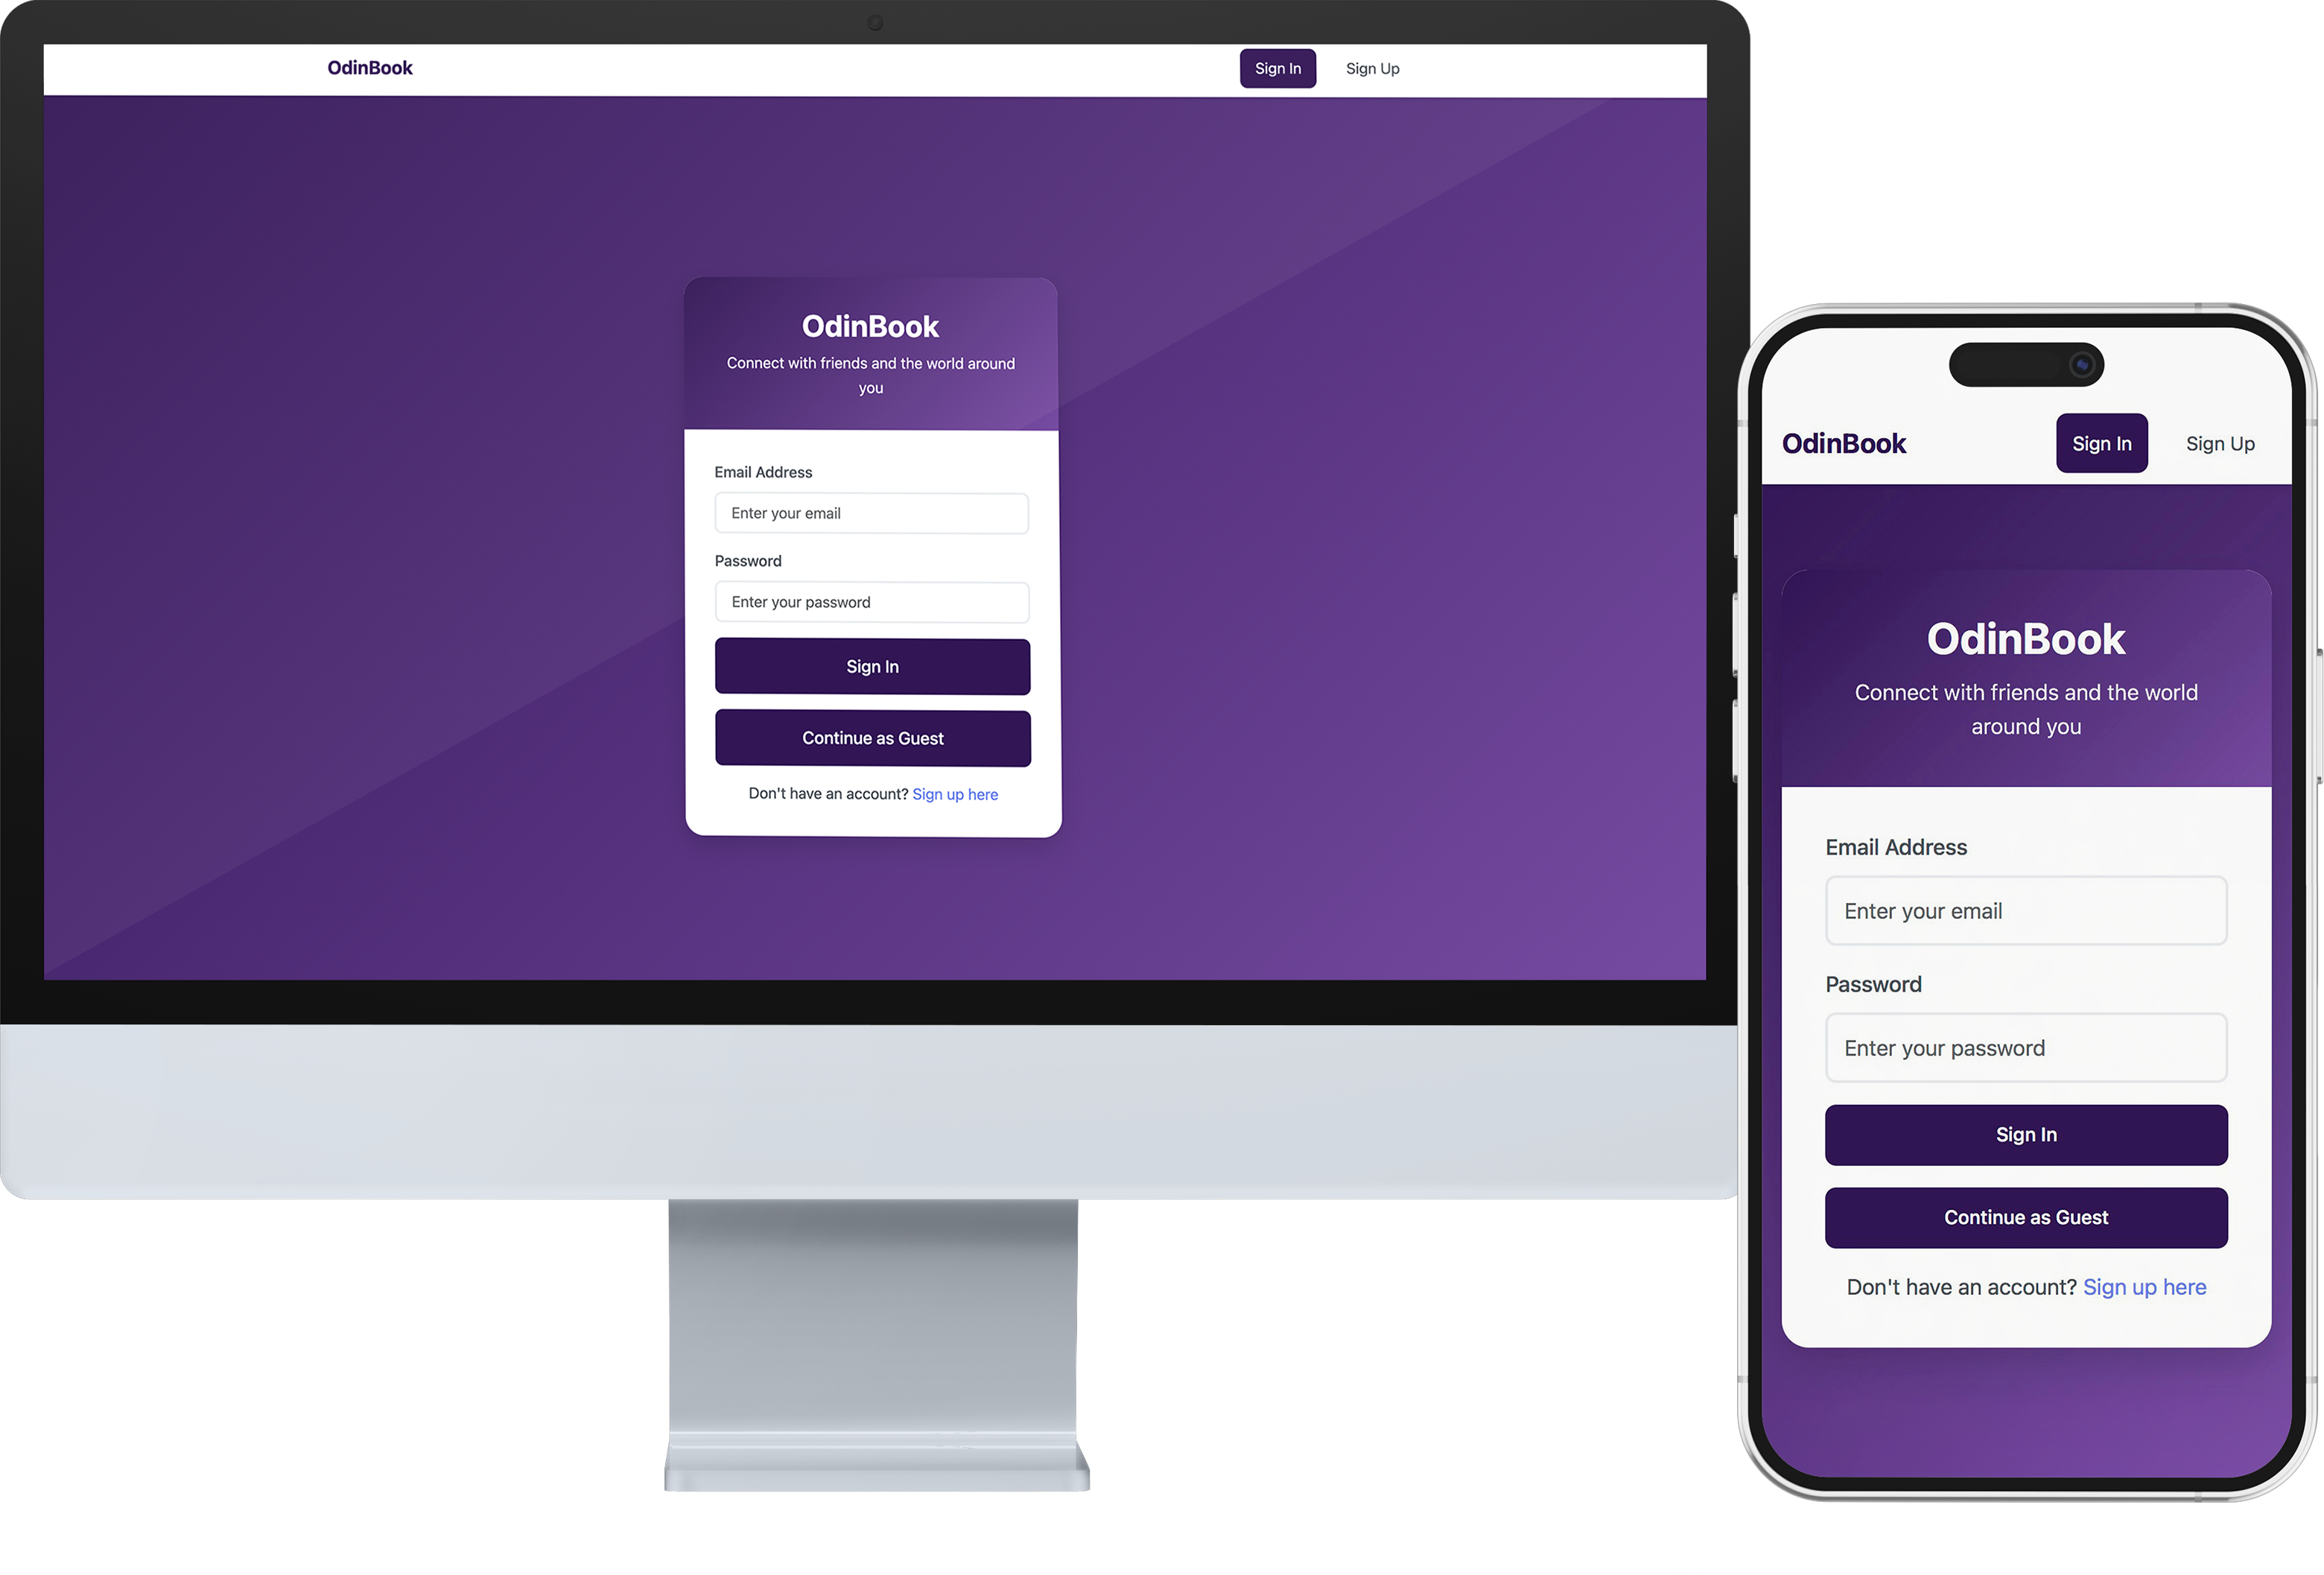 OdinBook
Sign In
Sign Up
OdinBook
Connect with friends and the world around
you
Email Address
Enter your email
Password
Enter your password
Sign In
Continue as Guest
Don't have an account? Sign up here
OdinBook
Sign In
Sign Up
OdinBook
Connect with friends and the world
around you
Email Address
Enter your email
Password
Enter your password
Sign In
Continue as Guest
Don't have an account? Sign up here